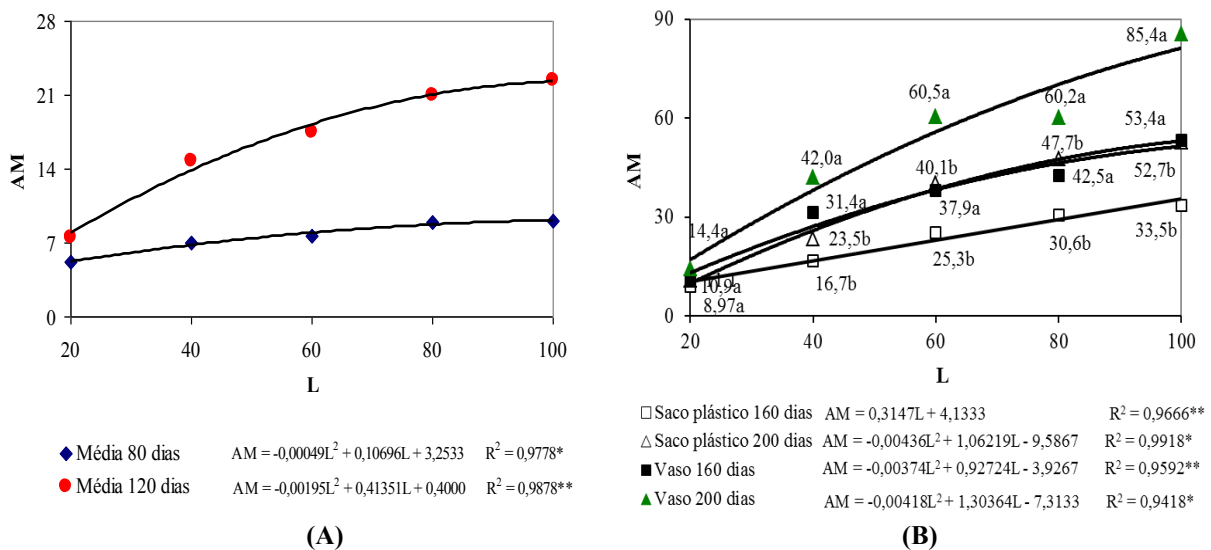 28
21
14
7
0
AM
20 40 60 80 100
L
Média 80 dias AM = -0,00049L² + 0,10696L + 3,2533 R² = 0,9778*
Média 120 dias AM = -0,00195L² + 0,41351L + 0,4000 R² = 0,9878**
(A)
90
60
30
0
AM
85,4a
60,5a
60,2a
53,4a
47,7b
42,0a
40,1b
42,5a
52,7b
31,4a
37,9a
14,4a
23,5b
30,6b
33,5b
25,3b
10,9a
16,7b
8,97a
20 40 60 80 100
L
Saco plástico 160 dias AM = 0,3147L + 4,1333 R² = 0,9666**
Saco plástico 200 dias AM = -0,00436L² + 1,06219L - 9,5867 R² = 0,9918*
Vaso 160 dias AM = -0,00374L² + 0,92724L - 3,9267 R² = 0,9592**
Vaso 200 dias AM = -0,00418L² + 1,30364L - 7,3133 R² = 0,9418*
(B)